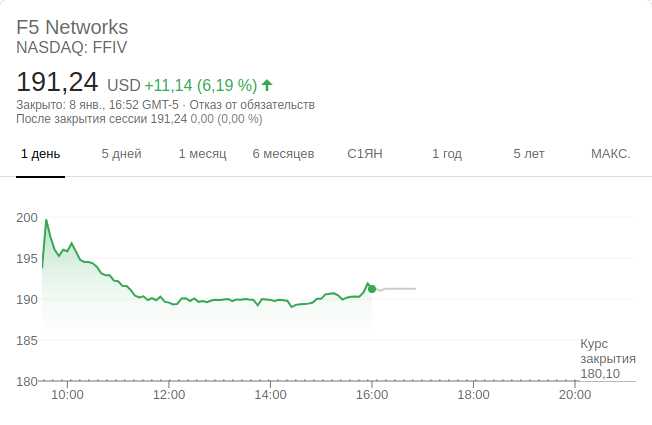 F5 Networks
NASDAQ: FFIV
191,24 USD +11,14 (6,19 %)
Закрыто: 8 янв., 16:52 GMT-5 · Отказ от обязательств
После закрытия сессии 191,24 0,00 (0,00 %)
1 день 5 дней 1 месяц 6 месяцев С1ЯН 1 год 5 лет МАКС.
200
195
190
185
Курс
закрытия
180,10
180
10:00 12:00 14:00 16:00 18:00 20:00